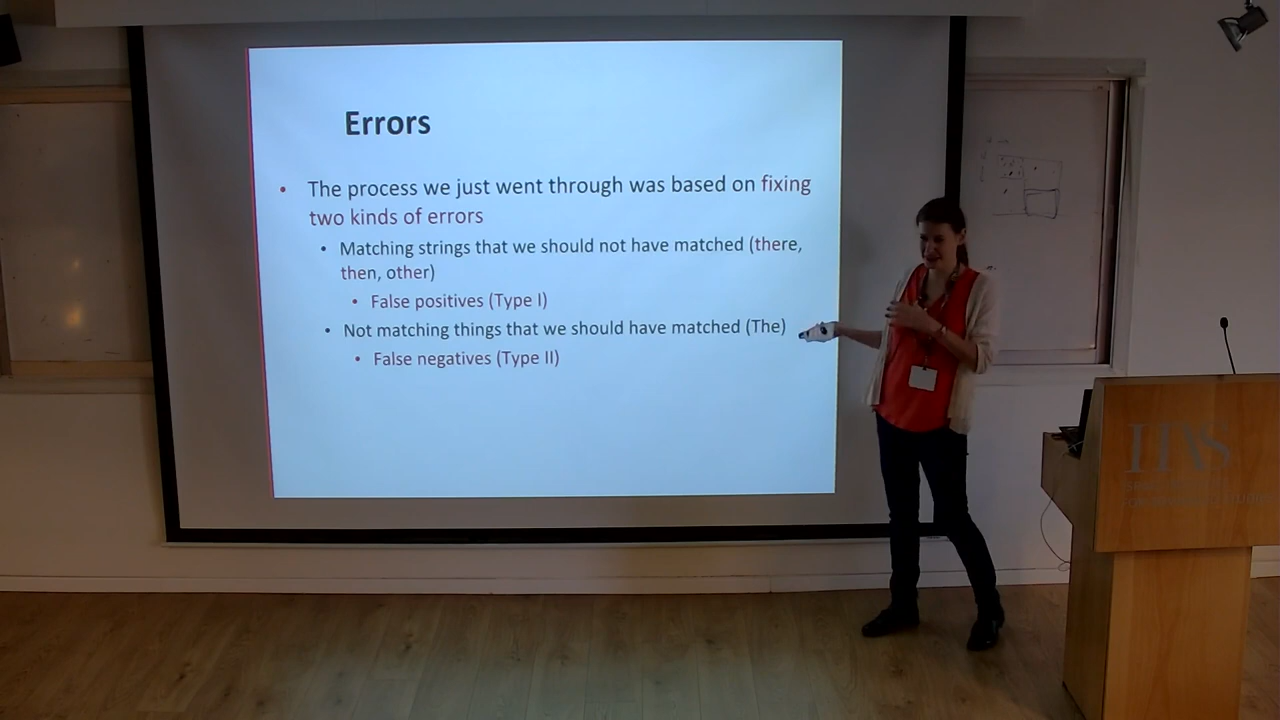 Errors
• The process we just went through was based on fixing
two kinds of errors
• Matching strings that we should not have matched (there,
then, other)
• False positives (Type I)
• Not matching things that we should have matched (The)
• False negatives (Type II)
IIAS